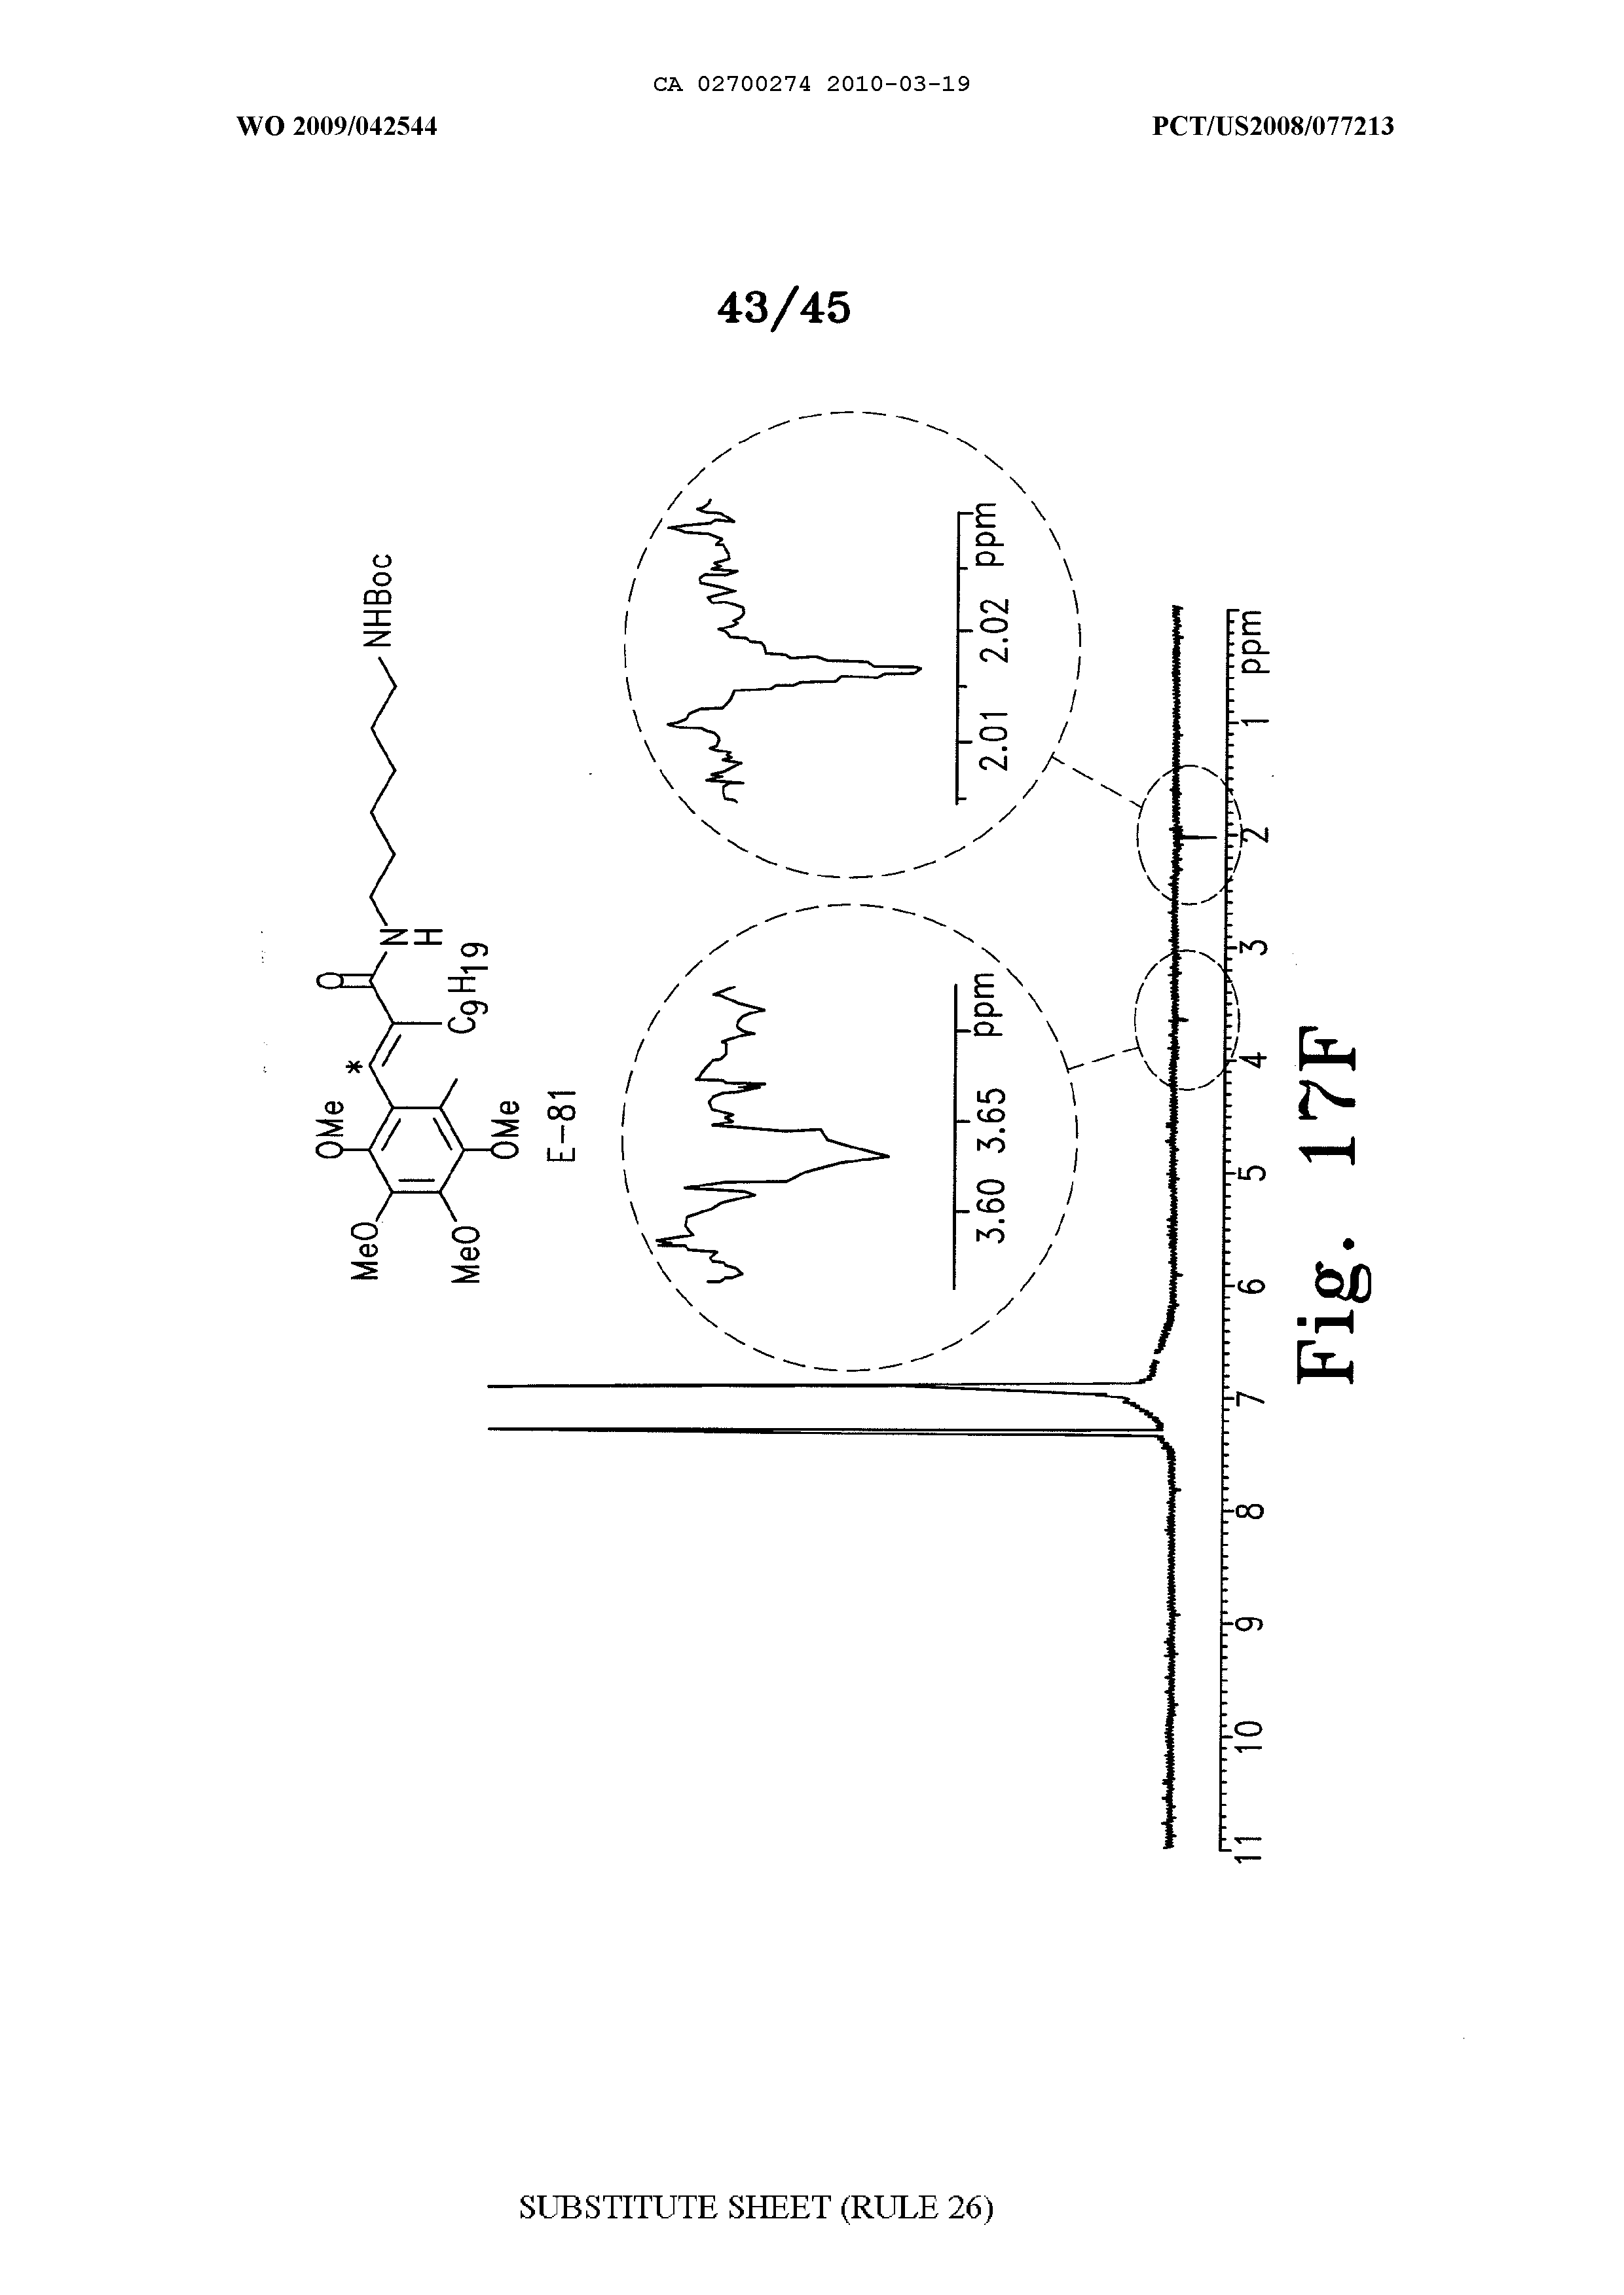 CA 02700274 2010-03-19
WO 2009/042544 PCT/US2008/077213
43/45
MeO
MeO
OMe
OMe
*
O
C9H19
N
H
NHBoc
E-81
3.60 3.65 ppm
2.01 2.02 ppm
11 10 9 8 7 6 5 4 3 2 1 ppm
Fig. 17F
SUBSTITUTE SHEET (RULE 26)